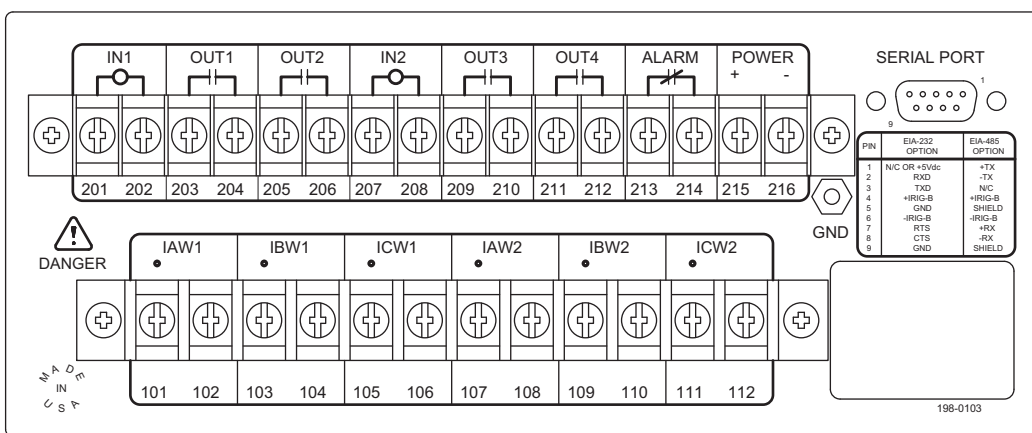 IN1 OUT1 OUT2 IN2 OUT3 OUT4 ALARM POWER
+ -
201 202 203 204 205 206 207 208 209 210 211 212 213 214 215 216
SERIAL PORT
1
9
PIN EIA-232 OPTION EIA-485 OPTION
1 N/C OR +5Vdc +TX
2 RXD -TX
3 TXD N/C
4 +IRIG-B +IRIG-B
5 GND SHIELD
6 -IRIG-B -IRIG-B
7 RTS +RX
8 CTS -RX
9 GND SHIELD
GND
DANGER
IAW1 IBW1 ICW1 IAW2 IBW2 ICW2
101 102 103 104 105 106 107 108 109 110 111 112
MADE
IN
USA
198-0103